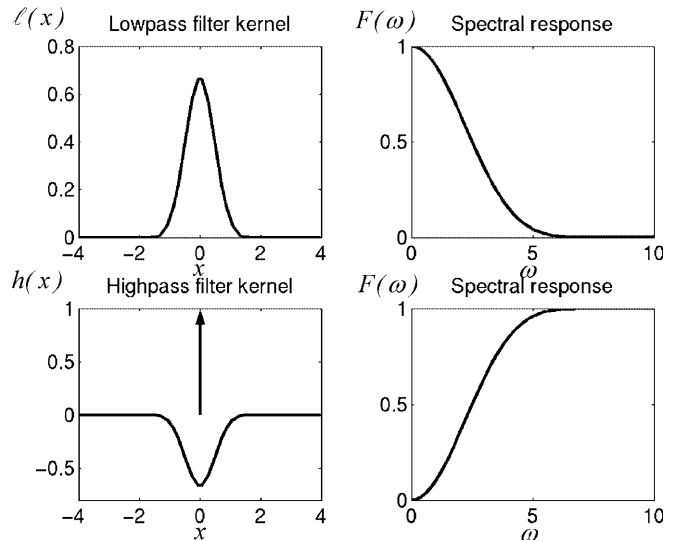 ℓ(x) Lowpass filter kernel
0.8
0.6
0.4
0.2
0
−4 −2 0 2 4
x
F(ω) Spectral response
1
0.5
0
0 5 10
ω
h(x) Highpass filter kernel
1
0.5
0
−0.5
−4 −2 0 2 4
x
F(ω) Spectral response
1
0.5
0
0 5 10
ω